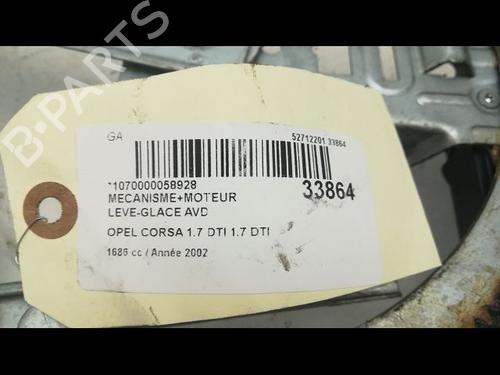 B-PARTS
GA
52712201 33864
*1070000058928
33864
MECANISME+MOTEUR
LEVE-GLACE AVD
OPEL CORSA 1.7 DTI 1.7 DTI
1686 cc / Année 2002